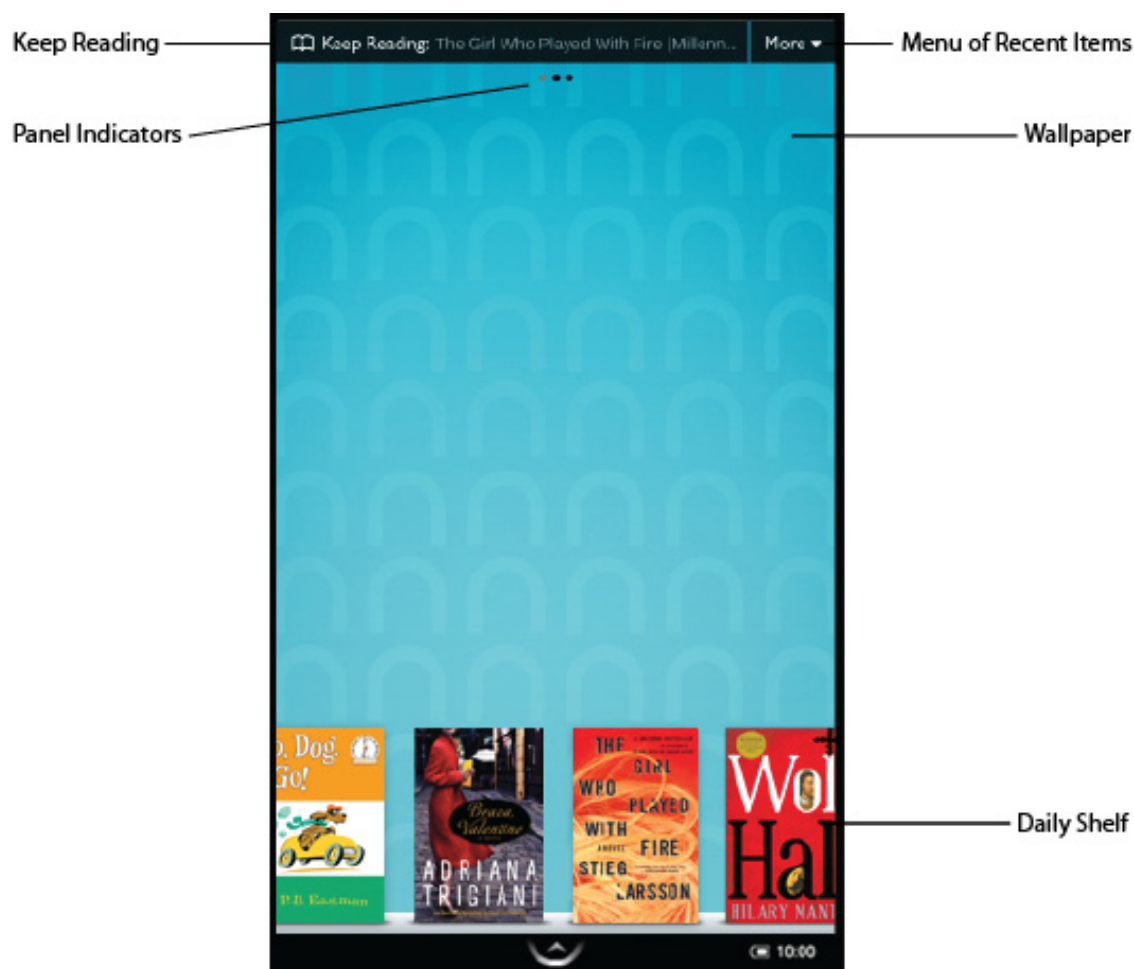 Keep Reading
Keep Reading: The Girl Who Played With Fire (Millenn...
More
Menu of Recent Items
Panel Indicators
Wallpaper
o, Dog.
Go!
P.D. Eastman
Brava,
Valentine
ADRIANA
TRIGIANI
THE
GIRL
WHO
PLAYED
WITH
A NOVEL
FIRE
STIEG
LARSSON
Wol
Hal
HILARY MANT
Daily Shelf
10:00